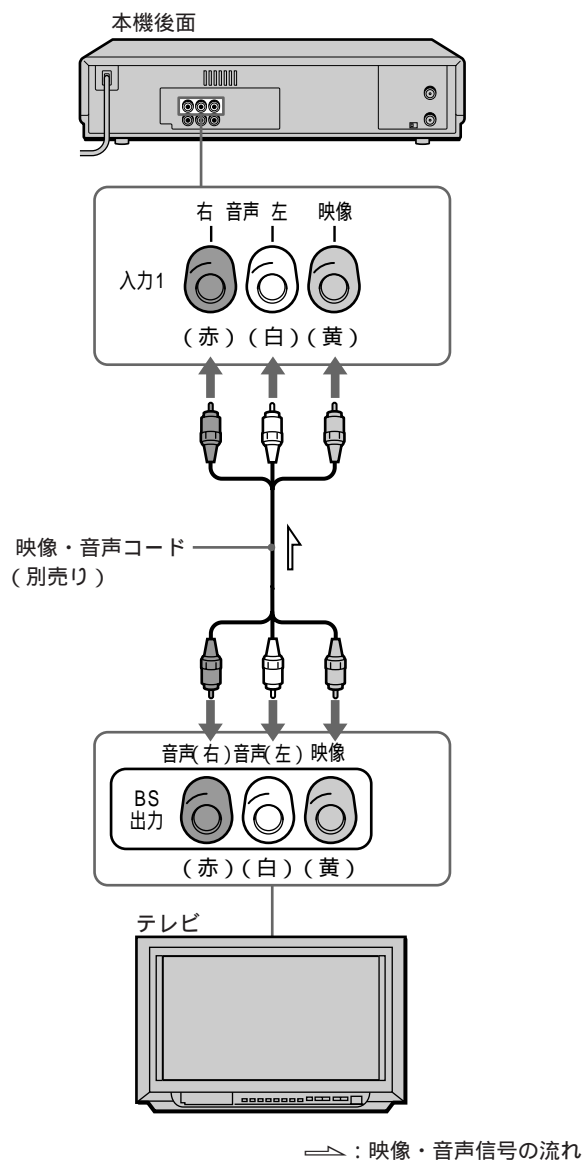 本機後面
右 音声 左 映像
入力1
(赤)(白)(黄)
映像・音声コード
(別売り)
音声(右)音声(左)映像
BS
出力
(赤)(白)(黄)
テレビ
:映像・音声信号の流れ